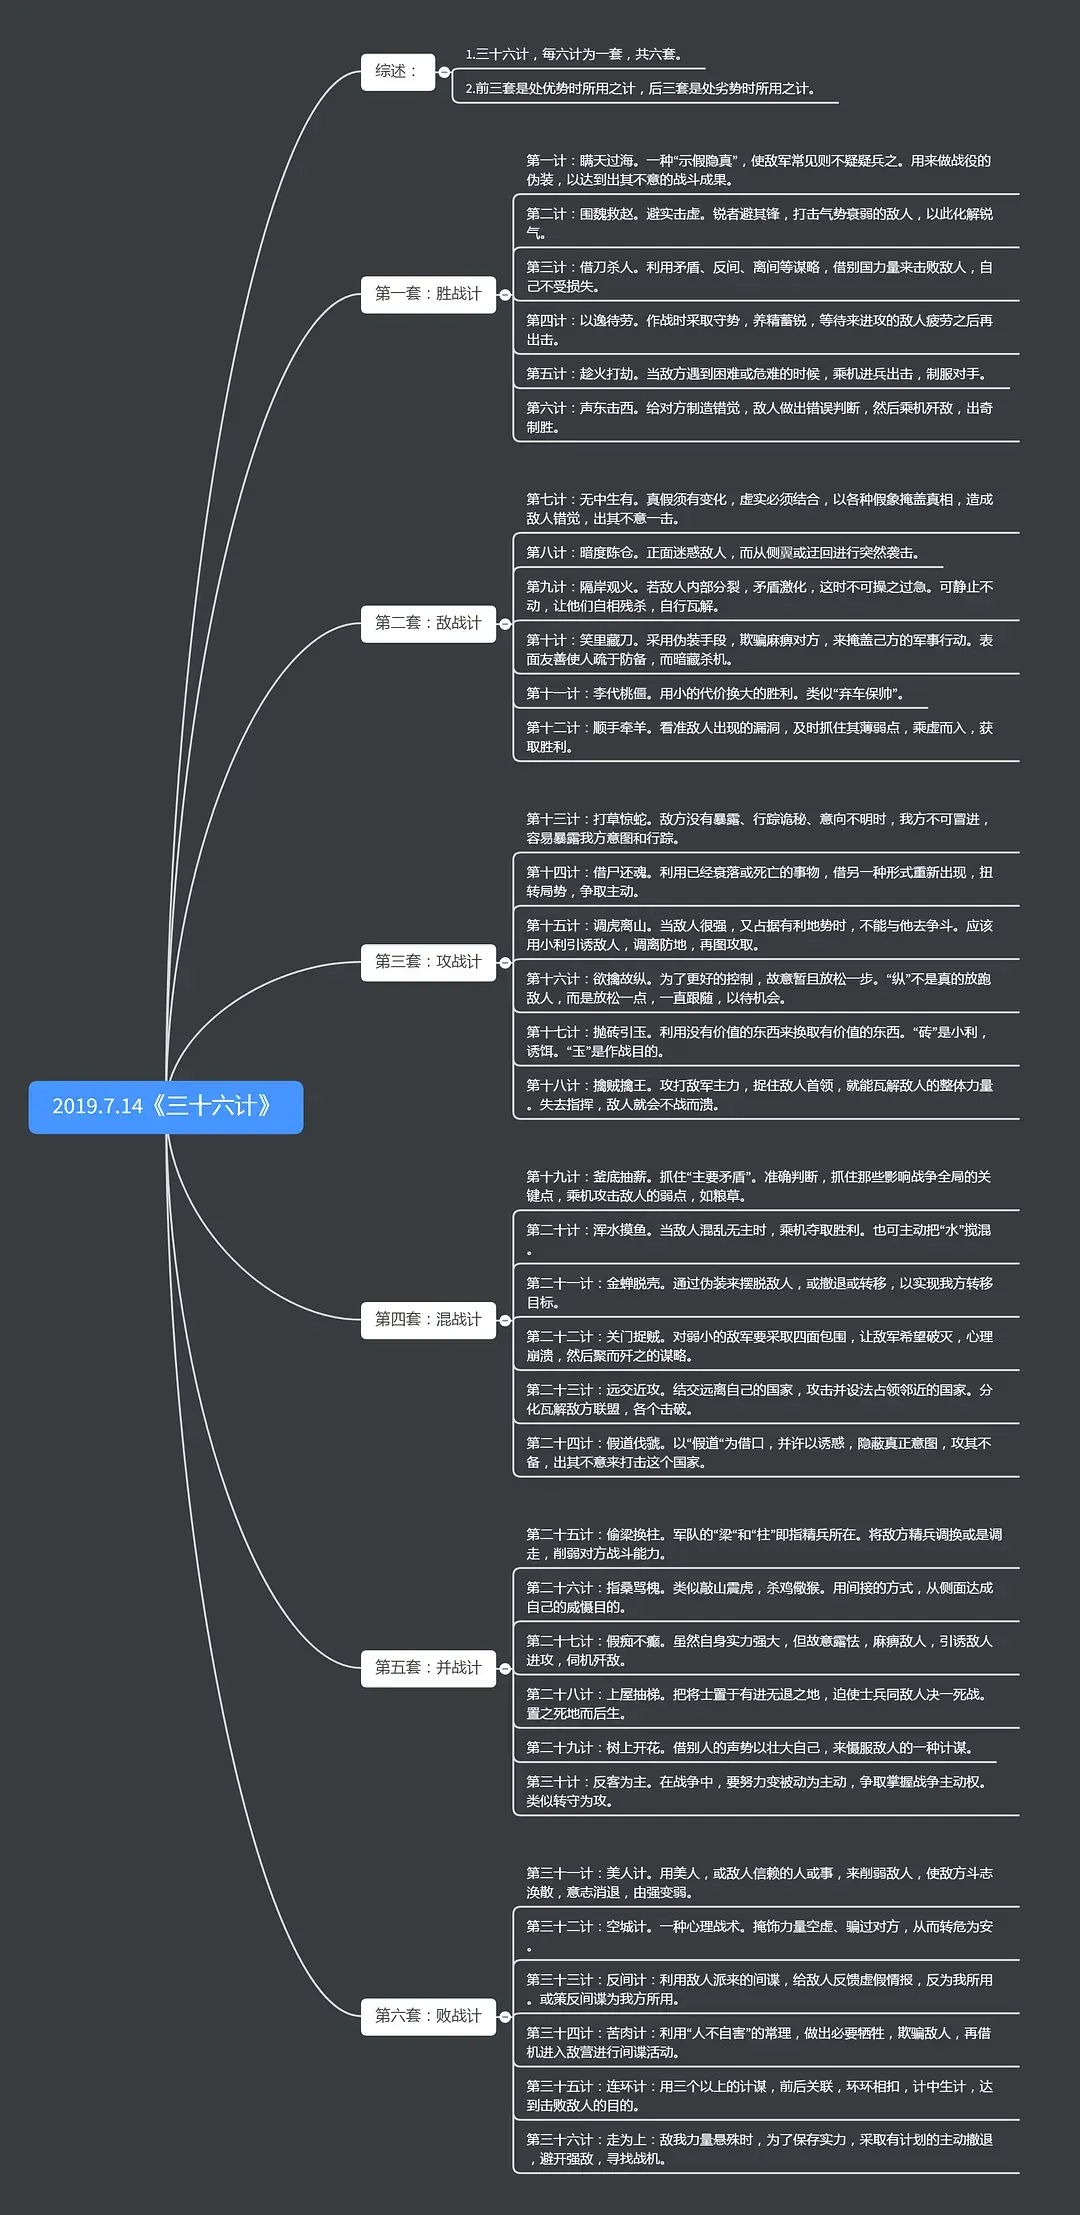 综述：
1.三十六计，每六计为一套，共六套。
2.前三套是处优势时所用之计，后三套是处劣势时所用之计。
第一套：胜战计
第一计：瞒天过海。一种“示假隐真”，使敌军常见则不疑疑兵之。用来做战役的
伪装，以达到出其不意的战斗成果。
第二计：围魏救赵。避实击虚。锐者避其锋，打击气势衰弱的敌人，以此化解锐
气。
第三计：借刀杀人。利用矛盾、反间、离间等谋略，借别国力量来击败敌人，自
己不受损失。
第四计：以逸待劳。作战时采取守势，养精蓄锐，等待来进攻的敌人疲劳之后再
出击。
第五计：趁火打劫。当敌方遇到困难或危难的时候，乘机进兵出击，制服对手。
第六计：声东击西。给对方制造错觉，敌人做出错误判断，然后乘机歼敌，出奇
制胜。
第二套：敌战计
第七计：无中生有。真假须有变化，虚实必须结合，以各种假象掩盖真相，造成
敌人错觉，出其不意一击。
第八计：暗度陈仓。正面迷惑敌人，而从侧翼或迂回进行突然袭击。
第九计：隔岸观火。若敌人内部分裂，矛盾激化，这时不可操之过急。可静止不
动，让他们自相残杀，自行瓦解。
第十计：笑里藏刀。采用伪装手段，欺骗麻痹对方，来掩盖己方的军事行动。表
面友善使人疏于防备，而暗藏杀机。
第十一计：李代桃僵。用小的代价换大的胜利。类似“弃车保帅”。
第十二计：顺手牵羊。看准敌人出现的漏洞，及时抓住其薄弱点，乘虚而入，获
取胜利。
第三套：攻战计
第十三计：打草惊蛇。敌方没有暴露、行踪诡秘、意向不明时，我方不可冒进，
容易暴露我方意图和行踪。
第十四计：借尸还魂。利用已经衰落或死亡的事物，借另一种形式重新出现，扭
转局势，争取主动。
第十五计：调虎离山。当敌人很强，又占据有利地势时，不能与他去争斗。应该
用小利引诱敌人，调离防地，再图攻取。
第十六计：欲擒故纵。为了更好的控制，故意暂且放松一步。“纵”不是真的放跑
敌人，而是放松一点，一直跟随，以待机会。
第十七计：抛砖引玉。利用没有价值的东西来换取有价值的东西。“砖”是小利，
诱饵。“玉”是作战目的。
第十八计：擒贼擒王。攻打敌军主力，捉住敌人首领，就能瓦解敌人的整体力量
。失去指挥，敌人就会不战而溃。
2019.7.14《三十六计》
第四套：混战计
第十九计：釜底抽薪。抓住“主要矛盾”。准确判断，抓住那些影响战争全局的关
键点，乘机攻击敌人的弱点，如粮草。
第二十计：浑水摸鱼。当敌人混乱无主时，乘机夺取胜利。也可主动把“水”搅混
。
第二十一计：金蝉脱壳。通过伪装来摆脱敌人，或撤退或转移，以实现我方转移
目标。
第二十二计：关门捉贼。对弱小的敌军要采取四面包围，让敌军希望破灭，心理
崩溃，然后聚而歼之的谋略。
第二十三计：远交近攻。结交远离自己的国家，攻击并设法占领邻近的国家。分
化瓦解敌方联盟，各个击破。
第二十四计：假道伐虢。以“假道“为借口，并许以诱惑，隐蔽真正意图，攻其不
备，出其不意来打击这个国家。
第五套：并战计
第二十五计：偷梁换柱。军队的“梁“和“柱”即指精兵所在。将敌方精兵调换或是调
走，削弱对方战斗能力。
第二十六计：指桑骂槐。类似敲山震虎，杀鸡儆猴。用间接的方式，从侧面达成
自己的威慑目的。
第二十七计：假痴不癫。虽然自身实力强大，但故意露怯，麻痹敌人，引诱敌人
进攻，伺机歼敌。
第二十八计：上屋抽梯。把将士置于有进无退之地，迫使士兵同敌人决一死战。
置之死地而后生。
第二十九计：树上开花。借别人的声势以壮大自己，来慑服敌人的一种计谋。
第三十计：反客为主。在战争中，要努力变被动为主动，争取掌握战争主动权。
类似转守为攻。
第六套：败战计
第三十一计：美人计。用美人，或敌人信赖的人或事，来削弱敌人，使敌方斗志
涣散，意志消退，由强变弱。
第三十二计：空城计。一种心理战术。掩饰力量空虚、骗过对方，从而转危为安
。
第三十三计：反间计：利用敌人派来的间谍，给敌人反馈虚假情报，反为我所用
。或策反间谍为我方所用。
第三十四计：苦肉计：利用“人不自害”的常理，做出必要牺牲，欺骗敌人，再借
机进入敌营进行间谍活动。
第三十五计：连环计：用三个以上的计谋，前后关联，环环相扣，计中生计，达
到击败敌人的目的。
第三十六计：走为上：敌我力量悬殊时，为了保存实力，采取有计划的主动撤退
，避开强敌，寻找战机。